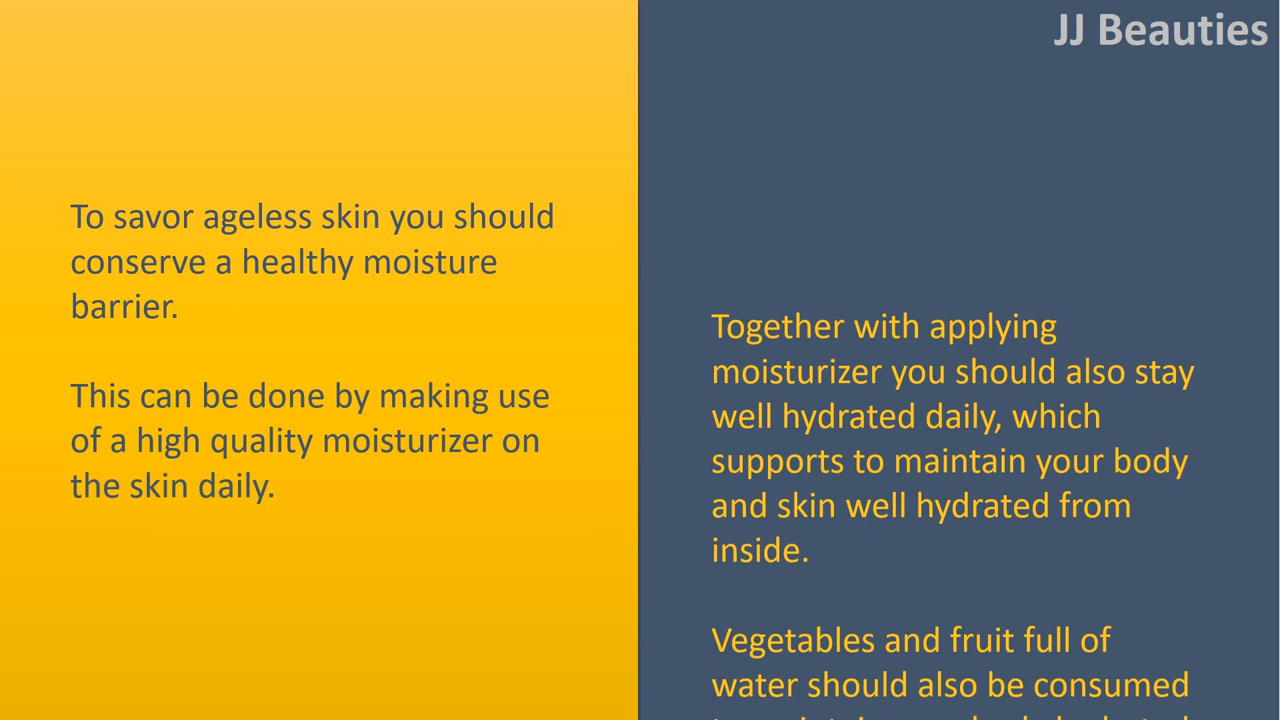 JJ Beauties
To savor ageless skin you should
conserve a healthy moisture
barrier.
This can be done by making use
of a high quality moisturizer on
the skin daily.
Together with applying
moisturizer you should also stay
well hydrated daily, which
supports to maintain your body
and skin well hydrated from
inside.
Vegetables and fruit full of
water should also be consumed